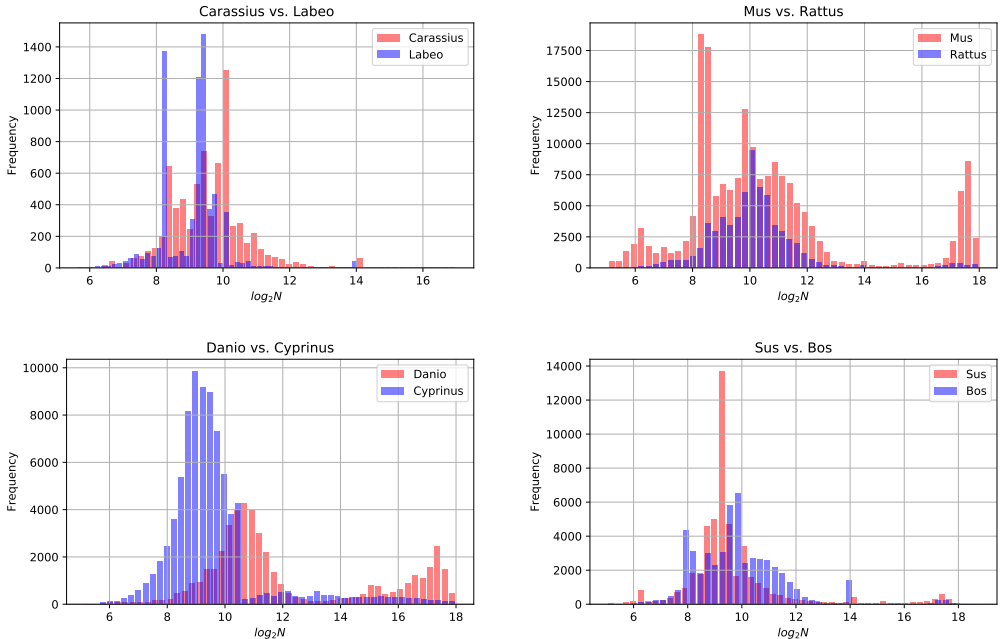 Carassius vs. Labeo
Frequency
1400
1200
1000
800
600
400
200
0
6 8 10 12 14 16
log₂N
Carassius
Labeo
Mus vs. Rattus
Frequency
17500
15000
12500
10000
7500
5000
2500
0
6 8 10 12 14 16 18
log₂N
Mus
Rattus
Danio vs. Cyprinus
Frequency
10000
8000
6000
4000
2000
0
6 8 10 12 14 16 18
log₂N
Danio
Cyprinus
Sus vs. Bos
Frequency
14000
12000
10000
8000
6000
4000
2000
0
6 8 10 12 14 16 18
log₂N
Sus
Bos